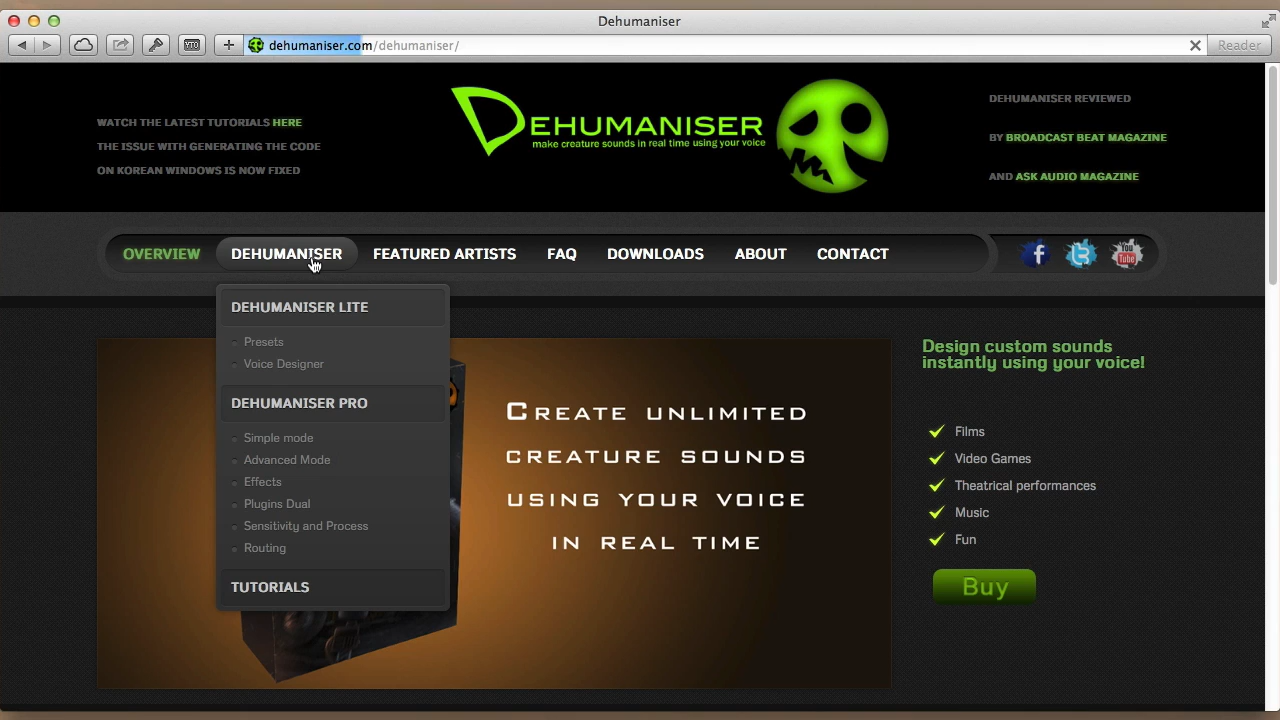 Dehumaniser
dehumaniser.com/dehumaniser/
Reader
WATCH THE LATEST TUTORIALS HERE
THE ISSUE WITH GENERATING THE CODE
ON KOREAN WINDOWS IS NOW FIXED
DEHUMANISER
make creature sounds in real time using your voice
DEHUMANISER REVIEWED
BY BROADCAST BEAT MAGAZINE
AND ASK AUDIO MAGAZINE
OVERVIEW
DEHUMANISER
FEATURED ARTISTS
FAQ
DOWNLOADS
ABOUT
CONTACT
You
Tube
DEHUMANISER LITE
Presets
Voice Designer
DEHUMANISER PRO
Simple mode
Advanced Mode
Effects
Plugins Dual
Sensitivity and Process
Routing
TUTORIALS
CREATE UNLIMITED
CREATURE SOUNDS
USING YOUR VOICE
IN REAL TIME
Design custom sounds
instantly using your voice!
Films
Video Games
Theatrical performances
Music
Fun
Buy